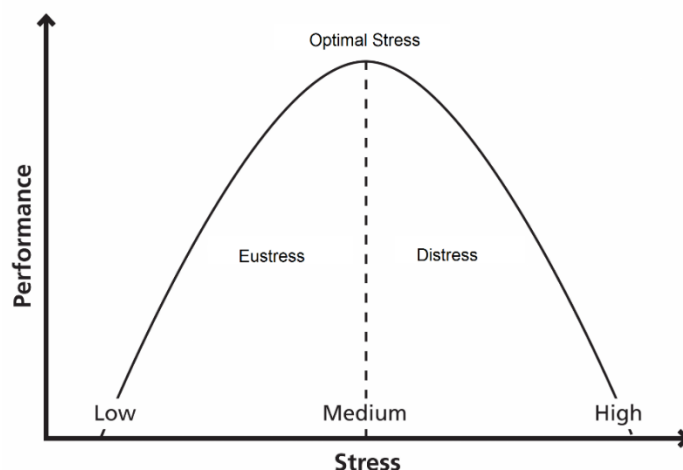 Optimal Stress
Performance
Eustress
Distress
Low
Medium
High
Stress